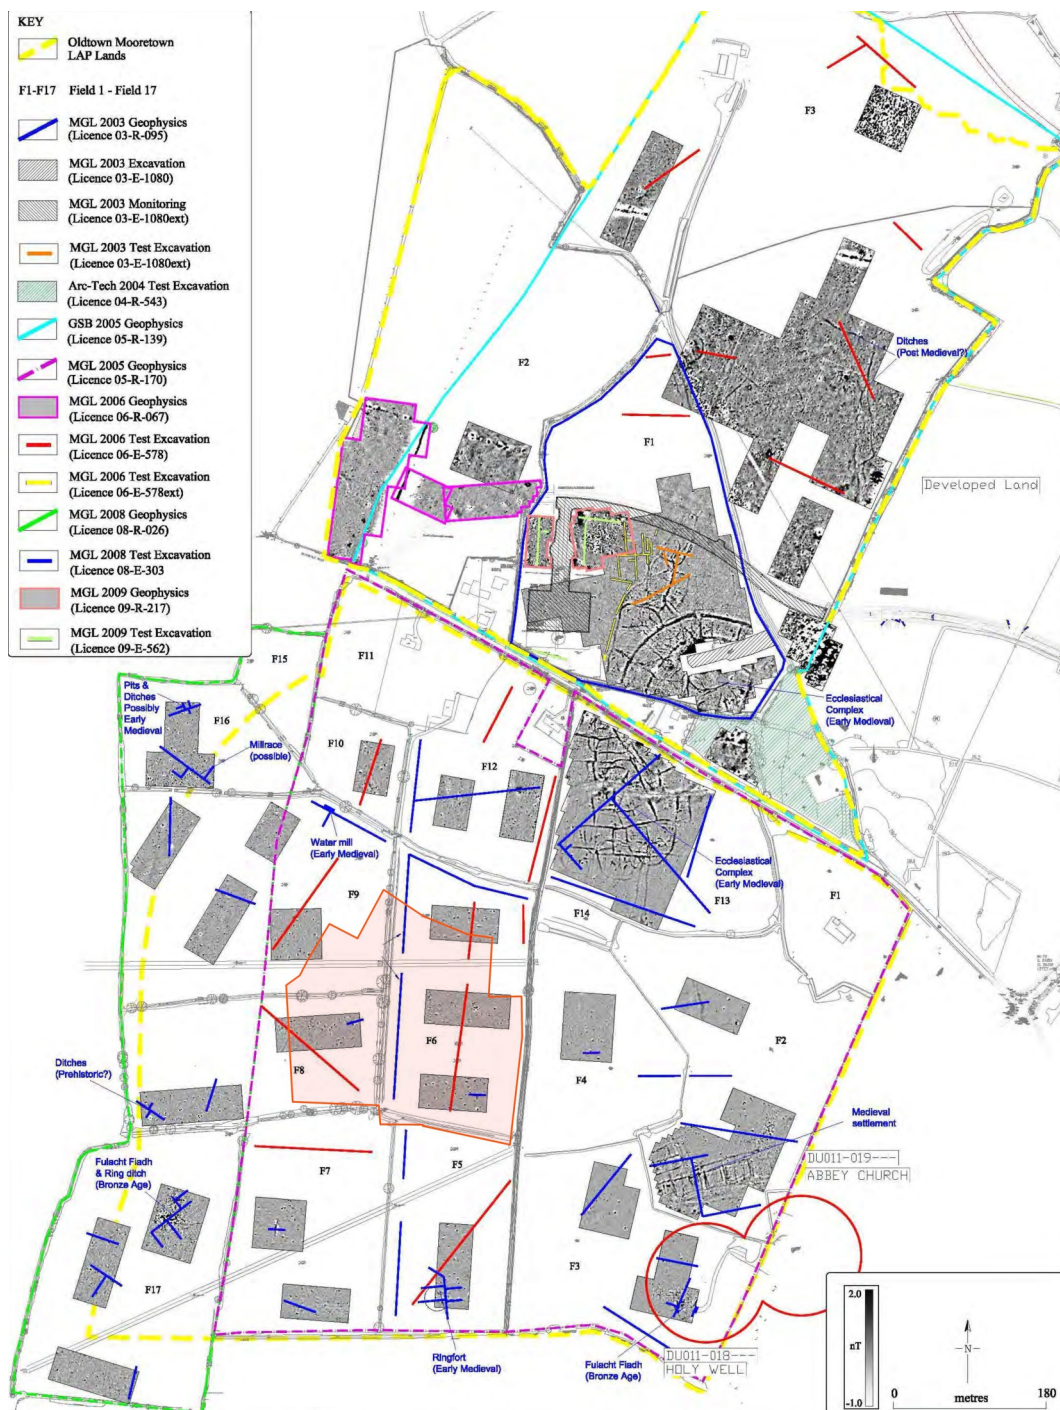 KEY
Oldtown Mooretown
LAP Lands
F1-F17 Field 1 - Field 17
MGL 2003 Geophysics
(Licence 03-R-095)
MGL 2003 Excavation
(Licence 03-E-1080)
MGL 2003 Monitoring
(Licence 03-E-1080ext)
MGL 2003 Test Excavation
(Licence 03-E-1080ext)
Arc-Tech 2004 Test Excavation
(Licence 04-R-543)
GSB 2005 Geophysics
(Licence 05-R-139)
MGL 2005 Geophysics
(Licence 05-R-170)
MGL 2006 Geophysics
(Licence 06-R-067)
MGL 2006 Test Excavation
(Licence 06-E-578)
MGL 2006 Test Excavation
(Licence 06-E-578ext)
MGL 2008 Geophysics
(Licence 08-R-026)
MGL 2008 Test Excavation
(Licence 08-E-303
MGL 2009 Geophysics
(Licence 09-R-217)
MGL 2009 Test Excavation
(Licence 09-E-562)
F3
Ditches
(Post Medieval?)
F2
F1
Developed Land
F15
F11
Pits &
Ditches
Possibly
Early
Medieval
F16
Millrace
(possible)
Ecclesiastical
Complex
(Early Medieval)
F10
F12
Water mill
(Early Medieval)
Ecclesiastical
Complex
(Early Medieval)
F9
F14
F13
F1
F8
F6
F4
F2
Ditches
(Prehistoric?)
Medieval
settlement
DU011-019---
ABBEY CHURCH
Fulacht Fiadh
& Ring ditch
(Bronze Age)
F7
F5
F3
F17
Ringfort
(Early Medieval)
Fulacht Fiadh
(Bronze Age)
DU011-018---
HOLY WELL
2.0
nT
-1.0
N
0 metres 180